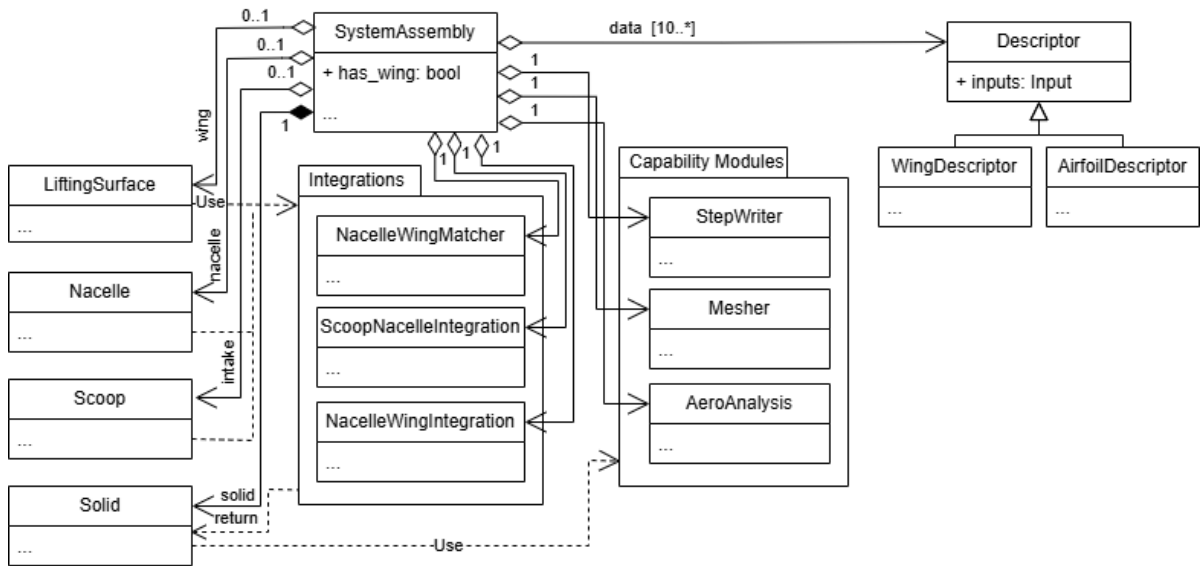 0..1
SystemAssembly
data [10..*]
Descriptor
0..1
1
0..1
+ has_wing: bool
1
+ inputs: Input
...
1
1
wing
1
1
1
Capability Modules
WingDescriptor
AirfoilDescriptor
LiftingSurface
Integrations
...
...
Use
...
StepWriter
NacelleWingMatcher
...
nacelle
...
Nacelle
Mesher
...
ScoopNacelleIntegration
...
intake
...
Scoop
AeroAnalysis
...
NacelleWingIntegration
...
...
Solid
solid
return
...
Use